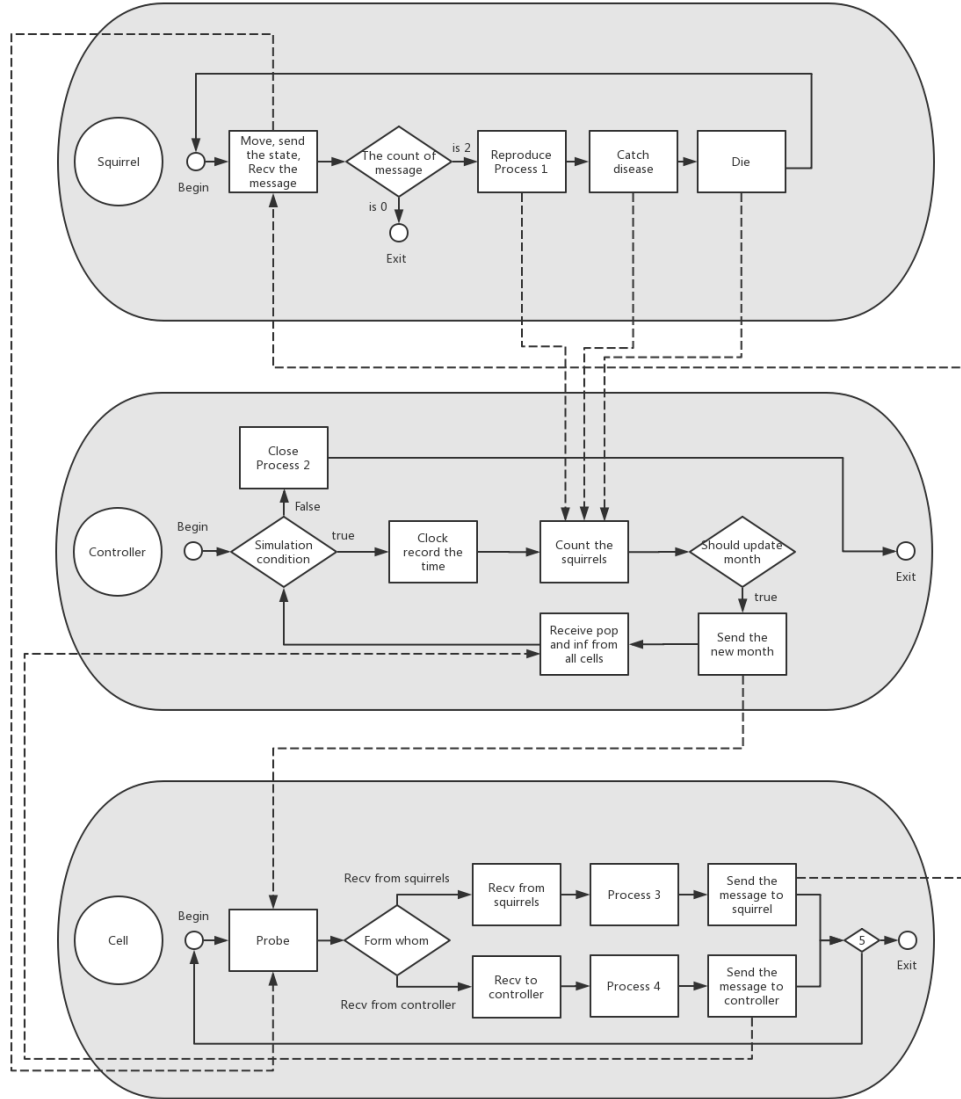 Squirrel
Begin
Move, send
the state,
Recv the
message
The count of
message
is 2
is 0
Exit
Reproduce
Process 1
Catch
disease
Die
Controller
Begin
Close
Process 2
False
Simulation
condition
true
Clock
record the
time
Count the
squirrels
Should update
month
true
Exit
Receive pop
and inf from
all cells
Send the
new month
Cell
Begin
Probe
Form whom
Recv from squirrels
Recv from controller
Recv from
squirrels
Process 3
Send the
message to
squirrel
Recv to
controller
Process 4
Send the
message to
controller
5
Exit